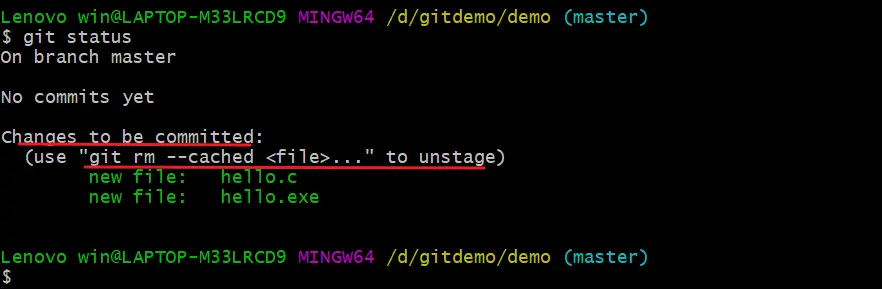 Lenovo win@LAPTOP-M33LRCD9 MINGW64 /d/gitdemo/demo (master)
$ git status
On branch master
No commits yet
Changes to be committed:
  (use "git rm --cached <file>..." to unstage)
        new file:   hello.c
        new file:   hello.exe
Lenovo win@LAPTOP-M33LRCD9 MINGW64 /d/gitdemo/demo (master)
$